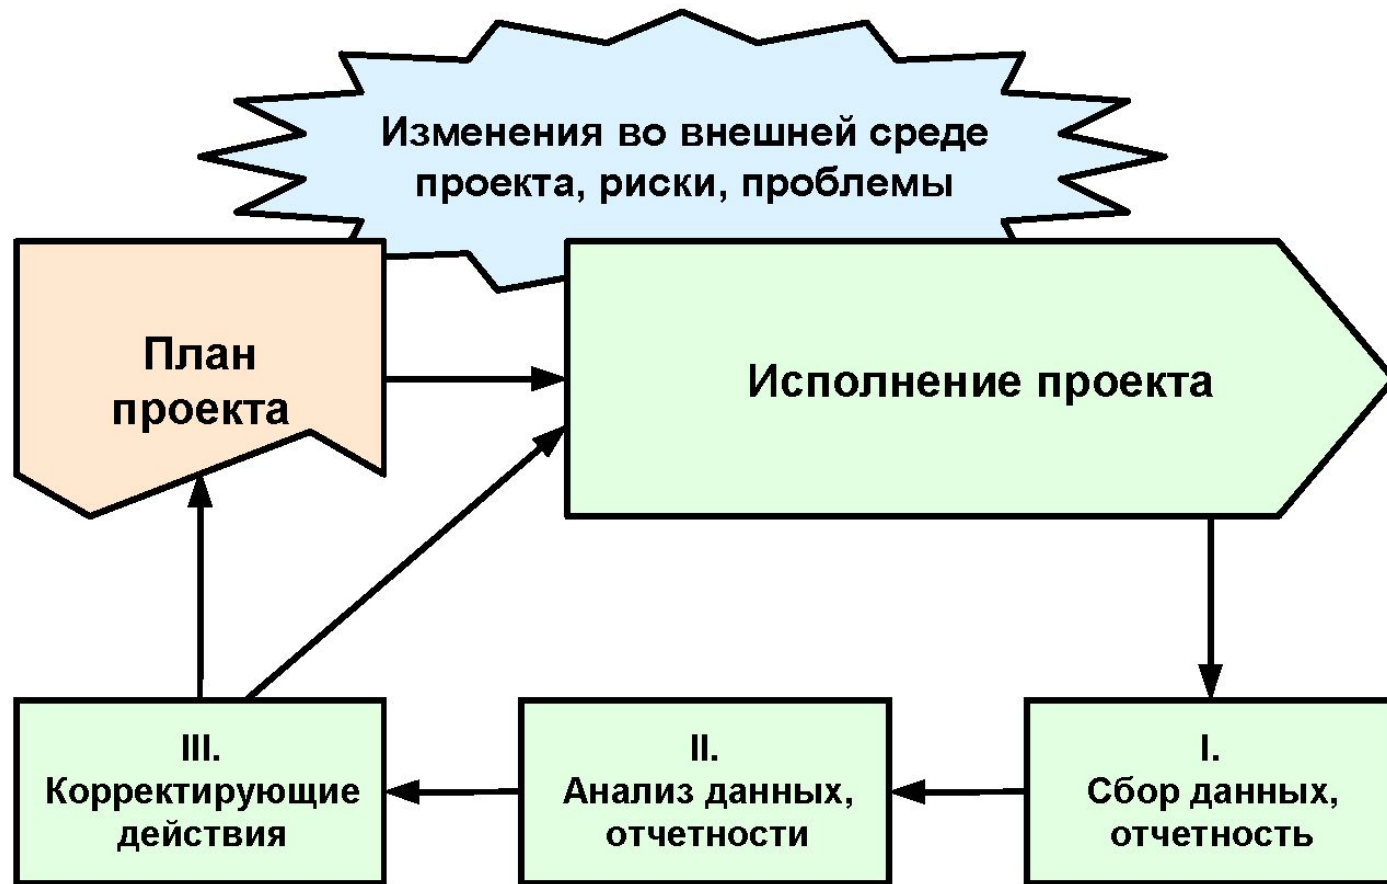 Изменения во внешней среде
проекта, риски, проблемы
План
проекта
Исполнение проекта
III.
Корректирующие
действия
II.
Анализ данных,
отчетности
I.
Сбор данных,
отчетность